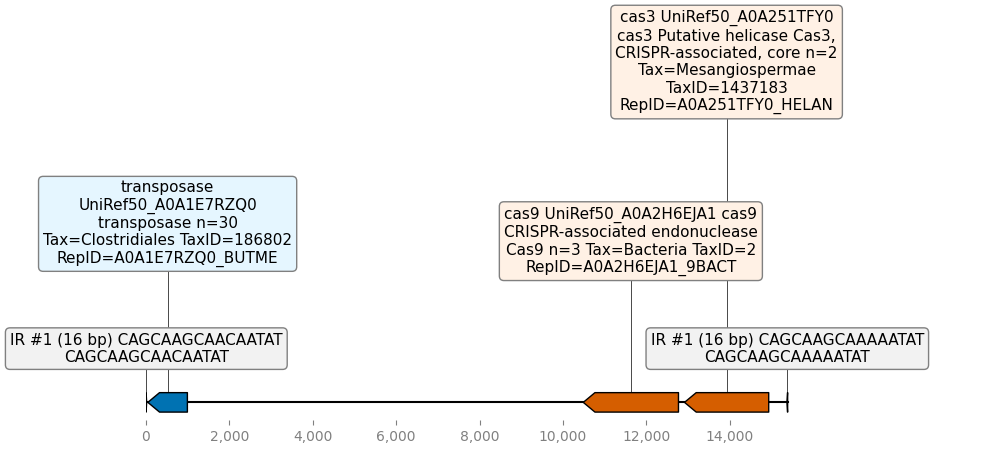 cas3 UniRef50_A0A251TFY0
cas3 Putative helicase Cas3,
CRISPR-associated, core n=2
Tax=Mesangiospermae
TaxID=1437183
RepID=A0A251TFY0_HELAN
transposase
UniRef50_A0A1E7RZQ0
transposase n=30
Tax=Clostridiales TaxID=186802
RepID=A0A1E7RZQ0_BUTME
cas9 UniRef50_A0A2H6EJA1 cas9
CRISPR-associated endonuclease
Cas9 n=3 Tax=Bacteria TaxID=2
RepID=A0A2H6EJA1_9BACT
IR #1 (16 bp) CAGCAAGCAACAATAT
CAGCAAGCAACAATAT
IR #1 (16 bp) CAGCAAGCAAAAATAT
CAGCAAGCAAAAATAT
0 2,000 4,000 6,000 8,000 10,000 12,000 14,000